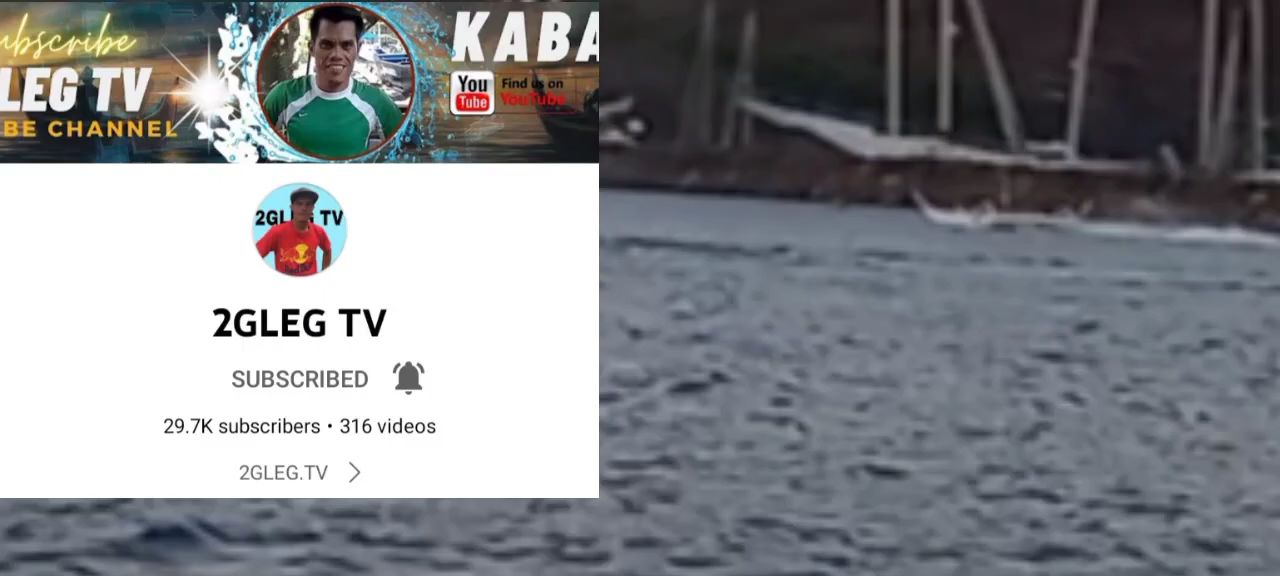 ubscribe
LEG TV
BE CHANNEL
KABA
You
Tube
Find us on
YouTube
2GLEG TV
2GLEG TV
SUBSCRIBED
29.7K subscribers • 316 videos
2GLEG.TV